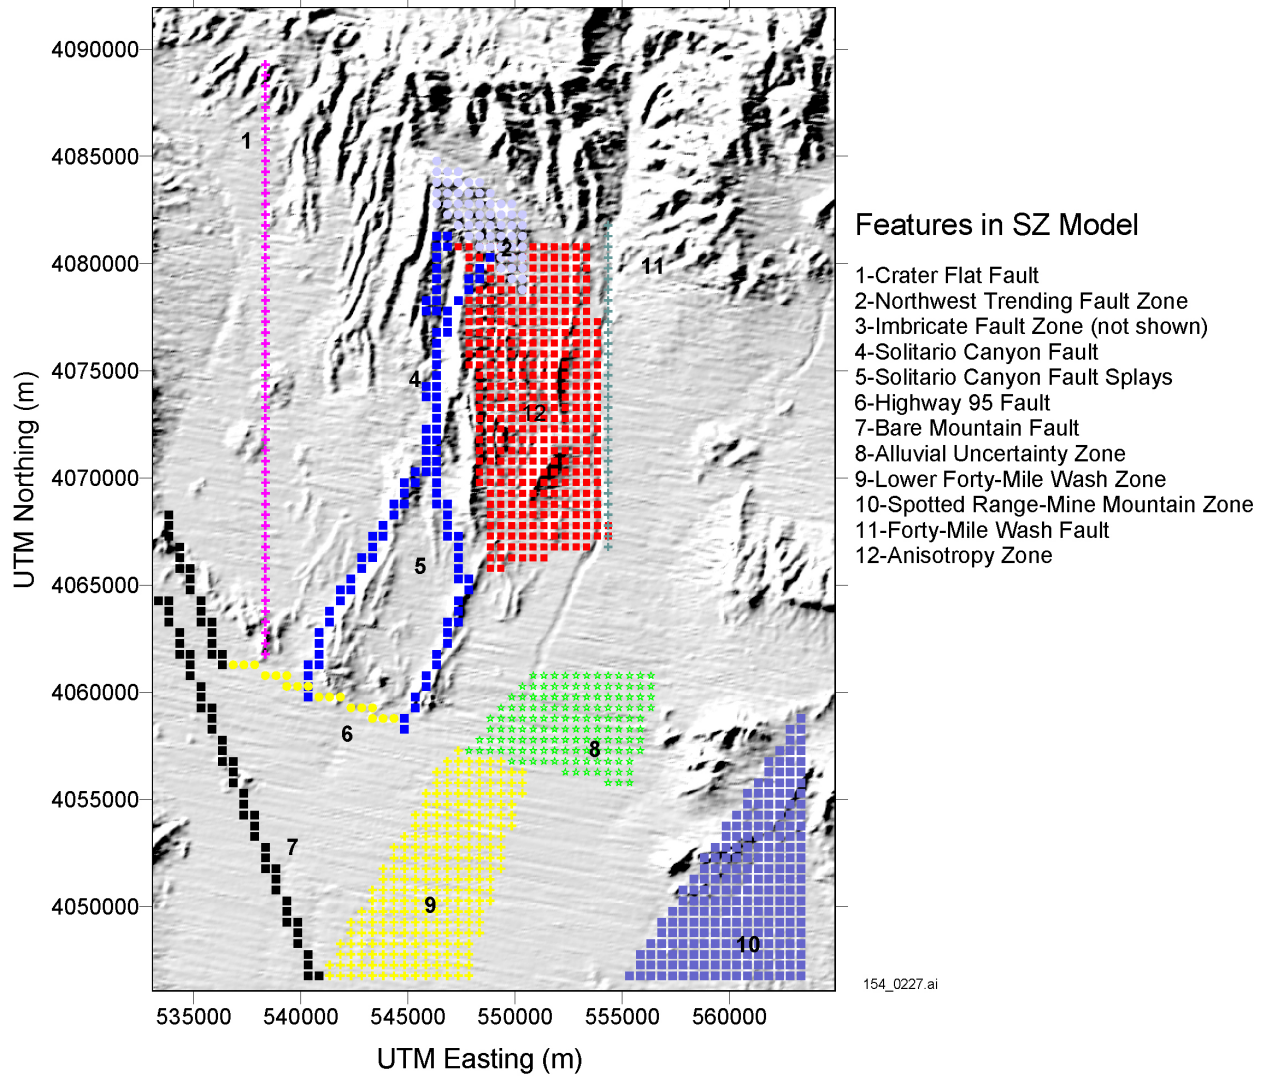 4090000
4085000
4080000
4075000
4070000
4065000
4060000
4055000
4050000
UTM Northing (m)
535000 540000 545000 550000 555000 560000
UTM Easting (m)
1
2
11
4
12
5
6
8
7
9
10
Features in SZ Model
1-Crater Flat Fault
2-Northwest Trending Fault Zone
3-Imbricate Fault Zone (not shown)
4-Solitario Canyon Fault
5-Solitario Canyon Fault Splays
6-Highway 95 Fault
7-Bare Mountain Fault
8-Alluvial Uncertainty Zone
9-Lower Forty-Mile Wash Zone
10-Spotted Range-Mine Mountain Zone
11-Forty-Mile Wash Fault
12-Anisotropy Zone
154_0227.ai